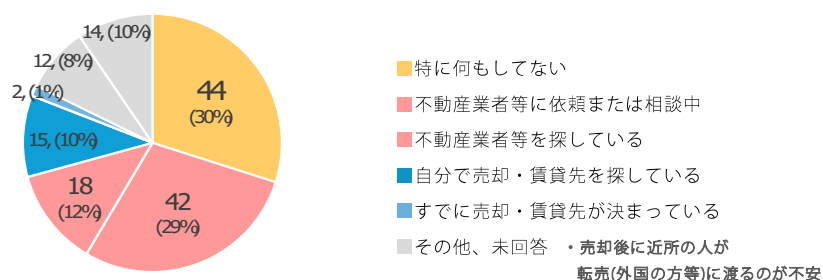 14, (10%)
12, (8%)
2, (1%)
15, (10%)
18
(12%)
42
(29%)
44
(30%)
特に何もしてない
不動産業者等に依頼または相談中
不動産業者等を探している
自分で売却・賃貸先を探している
すでに売却・賃貸先が決まっている
その他、未回答 ・売却後に近所の人が
転売(外国の方等)に渡るのが不安